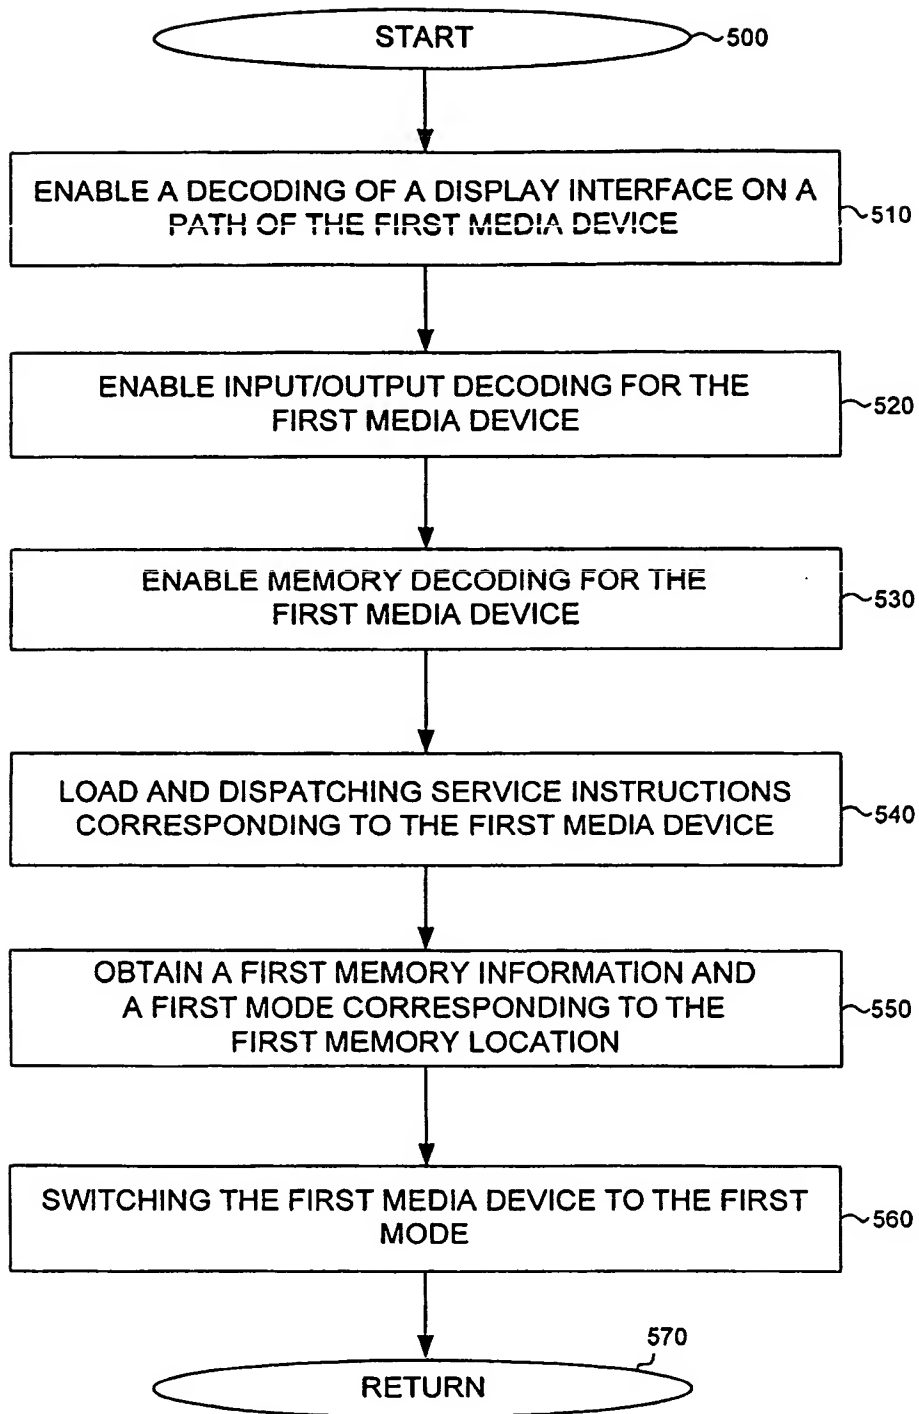 START
500
ENABLE A DECODING OF A DISPLAY INTERFACE ON A
PATH OF THE FIRST MEDIA DEVICE
510
ENABLE INPUT/OUTPUT DECODING FOR THE
FIRST MEDIA DEVICE
520
ENABLE MEMORY DECODING FOR THE
FIRST MEDIA DEVICE
530
LOAD AND DISPATCHING SERVICE INSTRUCTIONS
CORRESPONDING TO THE FIRST MEDIA DEVICE
540
OBTAIN A FIRST MEMORY INFORMATION AND
A FIRST MODE CORRESPONDING TO THE
FIRST MEMORY LOCATION
550
SWITCHING THE FIRST MEDIA DEVICE TO THE FIRST
MODE
560
570
RETURN